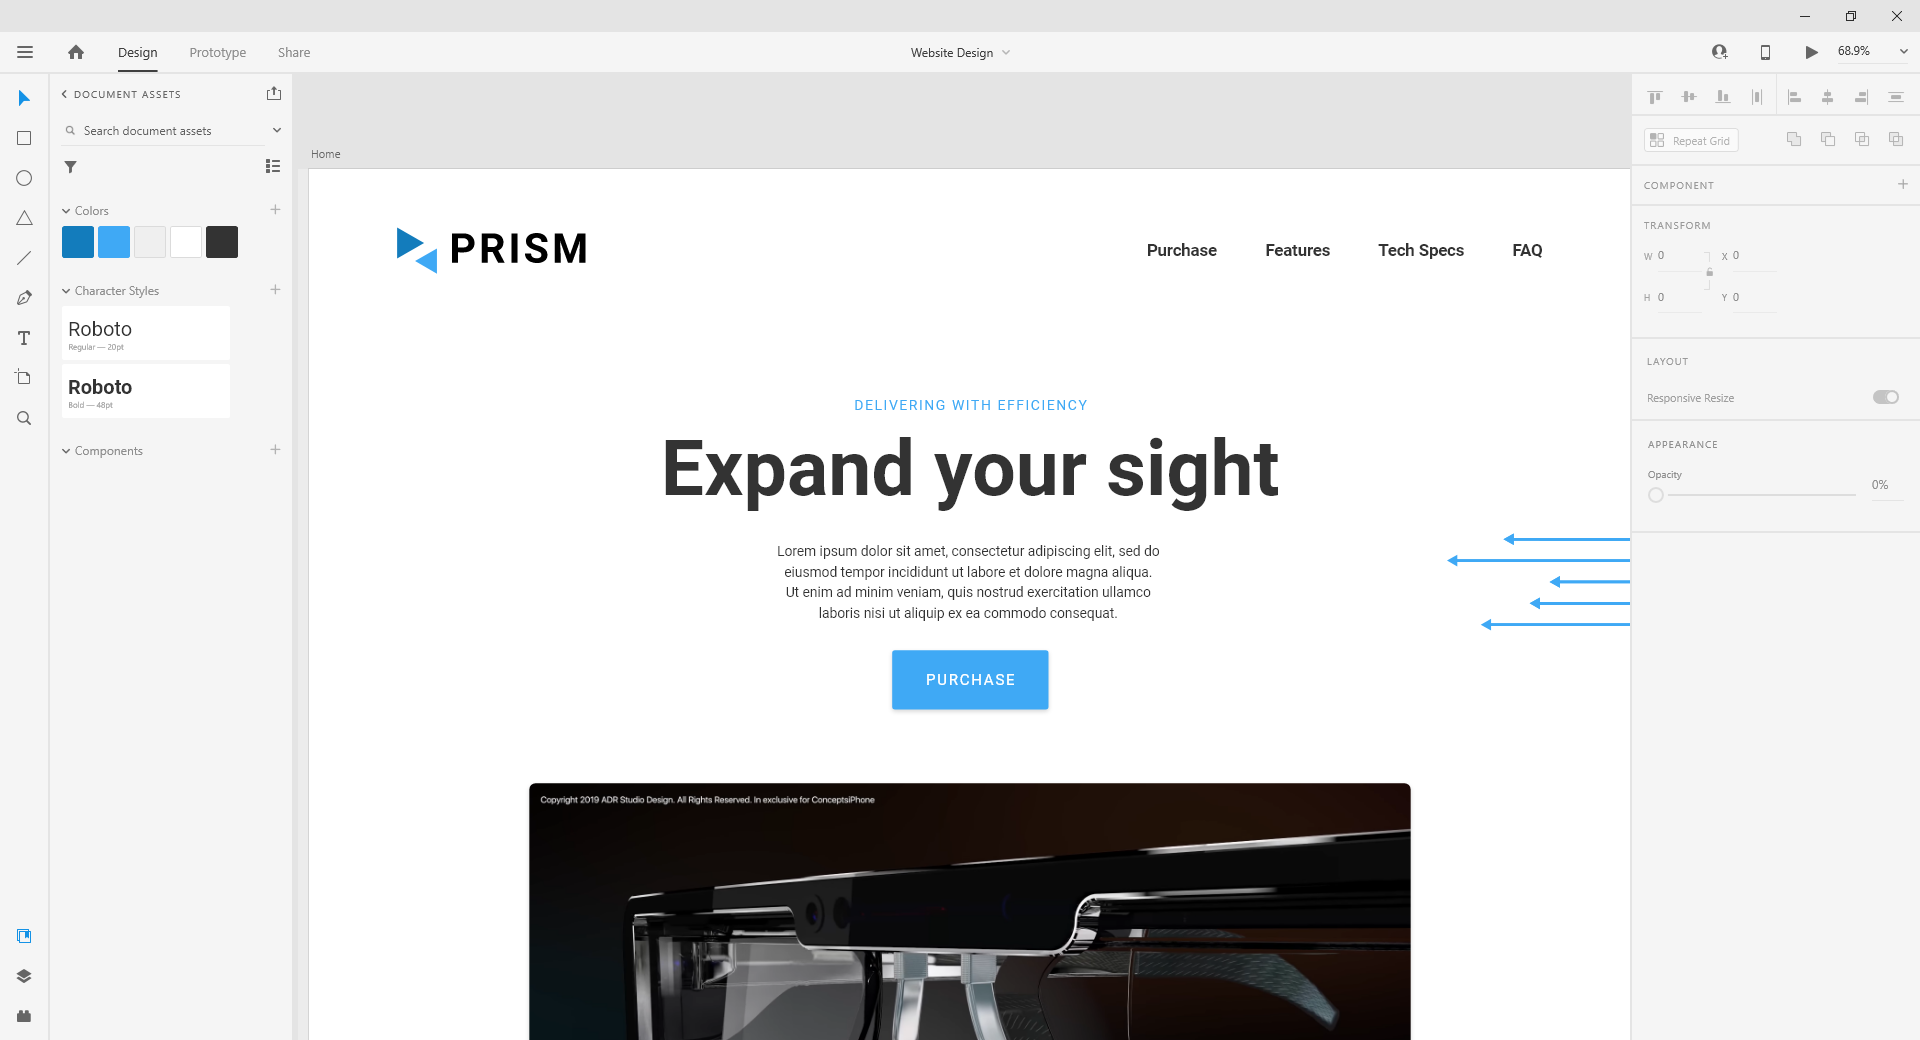 Design
Prototype
Share
Website Design
68.9%
DOCUMENT ASSETS
Search document assets
Colors
Character Styles
Roboto
Regular — 20pt
Roboto
Bold — 48pt
Components
Home
PRISM
Purchase
Features
Tech Specs
FAQ
DELIVERING WITH EFFICIENCY
Expand your sight
Lorem ipsum dolor sit amet, consectetur adipiscing elit, sed do
eiusmod tempor incididunt ut labore et dolore magna aliqua.
Ut enim ad minim veniam, quis nostrud exercitation ullamco
laboris nisi ut aliquip ex ea commodo consequat.
PURCHASE
Copyright 2019 ADR Studio Design. All Rights Reserved. In exclusive for ConceptsiPhone
Repeat Grid
COMPONENT
TRANSFORM
W 0
X 0
H 0
Y 0
LAYOUT
Responsive Resize
APPEARANCE
Opacity
0%